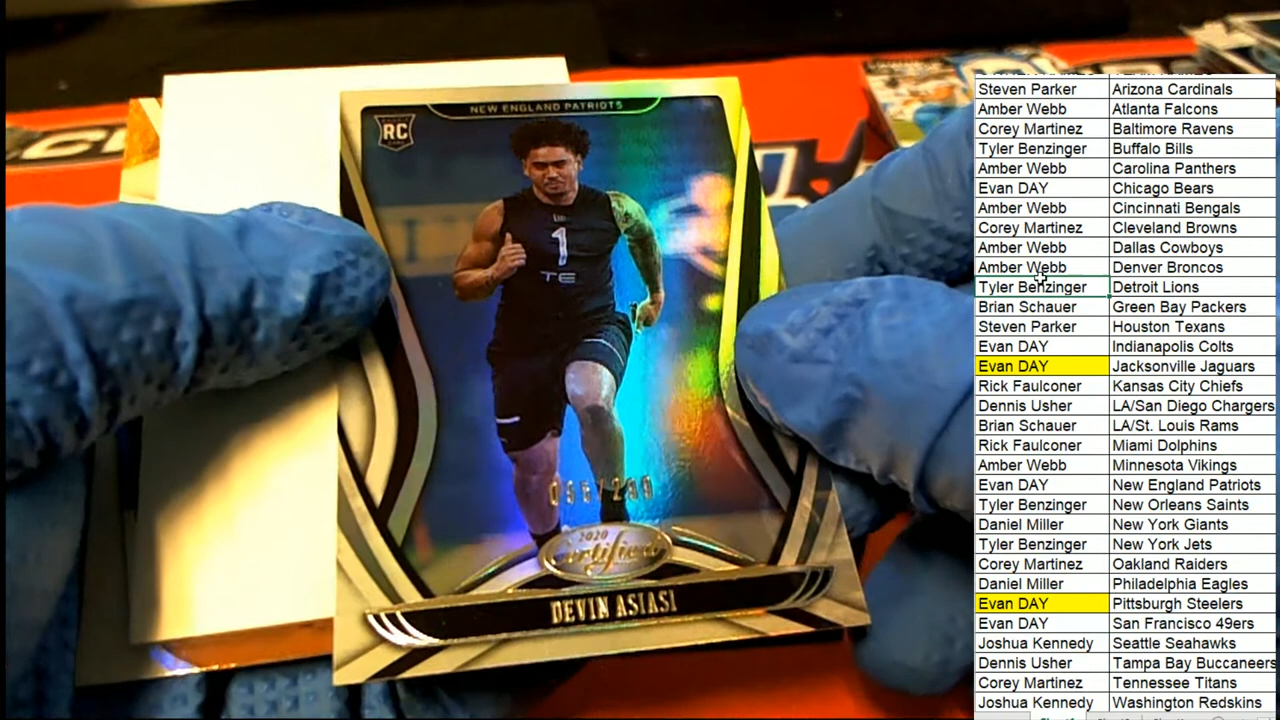 NEW ENGLAND PATRIOTS
RC
1
TE
2020
Certified
DEVIN ASIASI
Steven Parker Arizona Cardinals
Amber Webb Atlanta Falcons
Corey Martinez Baltimore Ravens
Tyler Benzinger Buffalo Bills
Amber Webb Carolina Panthers
Evan DAY Chicago Bears
Amber Webb Cincinnati Bengals
Corey Martinez Cleveland Browns
Amber Webb Dallas Cowboys
Amber Webb Denver Broncos
Tyler Benzinger Detroit Lions
Brian Schauer Green Bay Packers
Steven Parker Houston Texans
Evan DAY Indianapolis Colts
Evan DAY Jacksonville Jaguars
Rick Faulconer Kansas City Chiefs
Dennis Usher LA/San Diego Chargers
Brian Schauer LA/St. Louis Rams
Rick Faulconer Miami Dolphins
Amber Webb Minnesota Vikings
Evan DAY New England Patriots
Tyler Benzinger New Orleans Saints
Daniel Miller New York Giants
Tyler Benzinger New York Jets
Corey Martinez Oakland Raiders
Daniel Miller Philadelphia Eagles
Evan DAY Pittsburgh Steelers
Evan DAY San Francisco 49ers
Joshua Kennedy Seattle Seahawks
Dennis Usher Tampa Bay Buccaneers
Corey Martinez Tennessee Titans
Joshua Kennedy Washington Redskins